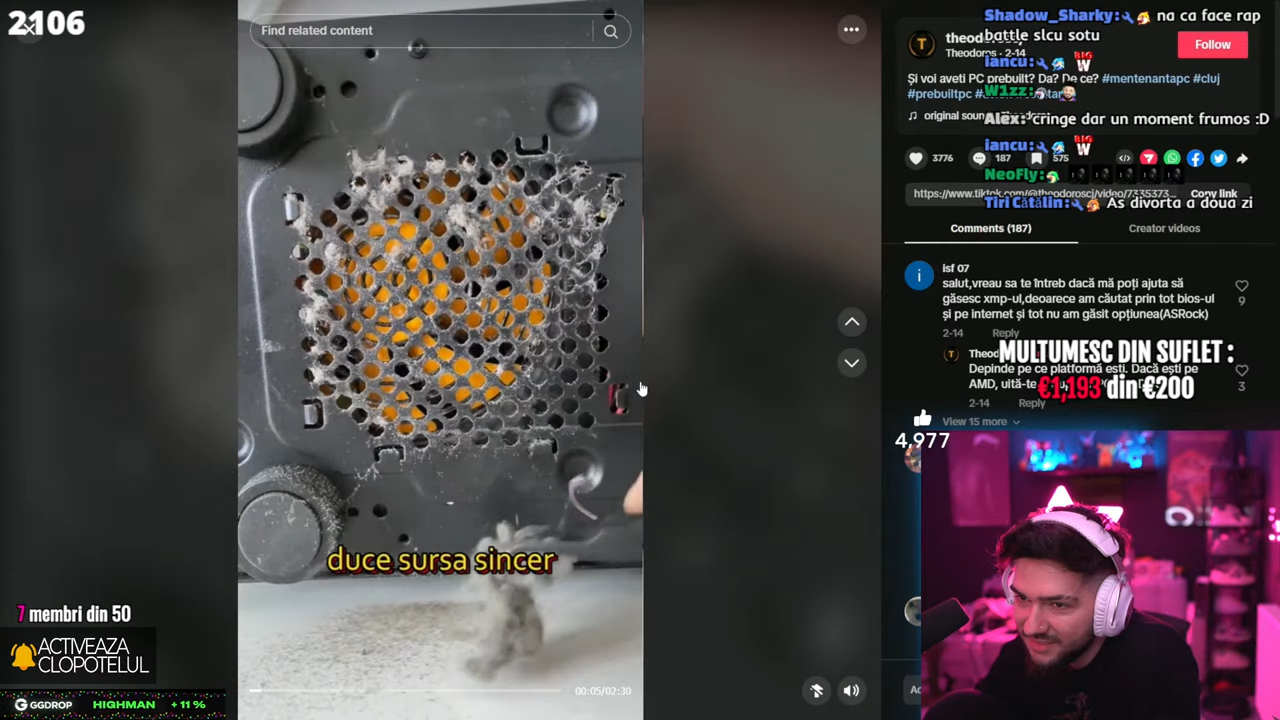 2106
Find related content
duce sursa sincer
00:05/02:30
7 membri din 50
ACTIVEAZA
CLOPOTELUL
GGDROP HIGHMAN + 11 %
Theodoros · 2-14
Follow
Și voi aveti PC prebuilt? Da? De ce? #mentenantapc #cluj
#prebuiltpc
original
3776 187 575
https://www.tiktok.com/@theodoroscj/video/7335373...
Copy link
Shadow_Sharky: na ca face rap
battle slcu sotu
iancu: BIG W
W1zz:
Alex: cringe dar un moment frumos :D
iancu: BIG W
NeoFly:
Tiri Cătălin: As divorta a doua zi
Comments (187) Creator videos
isf 07
salut,vreau sa te întreb dacă mă poți ajuta să
găsesc xmp-ul,deoarece am căutat prin tot bios-ul
și pe internet și tot nu am găsit opțiunea(ASRock)
9
2-14 Reply
Depinde pe ce platformă ești. Dacă ești pe
AMD, uită-te
3
2-14 Reply
View 15 more
MULTUMESC DIN SUFLET :
€1,193 din €200
4,977